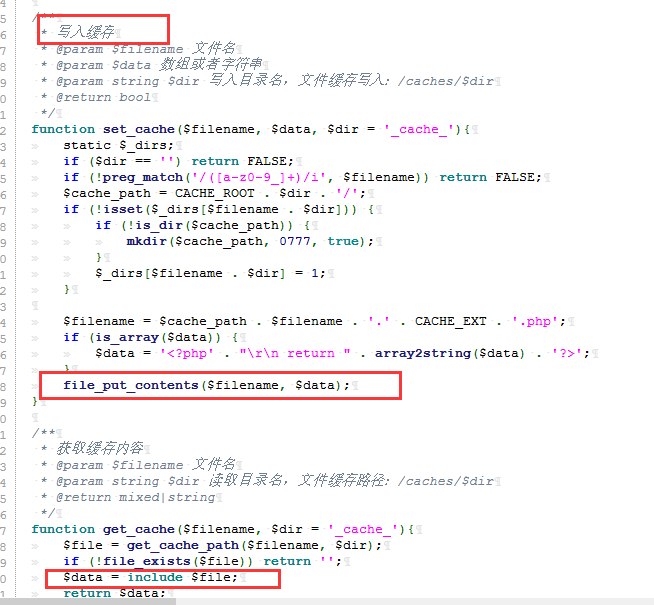 4
5 /**
6 * 写入缓存
7 * @param $filename 文件名
8 * @param $data 数组或者字符串
9 * @param string $dir 写入目录名，文件缓存写入: /caches/$dir
0 * @return bool
1 */
2 function set_cache($filename, $data, $dir = '_cache_'){
3 static $_dirs;
4 if ($dir == '') return FALSE;
5 if (!preg_match('/([a-z0-9_]+)/i', $filename)) return FALSE;
6 $cache_path = CACHE_ROOT . $dir . '/';
7 if (!isset($_dirs[$filename . $dir])) {
8 if (!is_dir($cache_path)) {
9 mkdir($cache_path, 0777, true);
0 }
1 $_dirs[$filename . $dir] = 1;
2 }
3
4 $filename = $cache_path . $filename . '.' . CACHE_EXT . '.php';
5 if (is_array($data)) {
6 $data = '<?php' . "\r\n return " . array2string($data) . '?>';
7 }
8 file_put_contents($filename, $data);
9 }
0
1 /**
2 * 获取缓存内容
3 * @param $filename 文件名
4 * @param string $dir 读取目录名，文件缓存路径: /caches/$dir
5 * @return mixed|string
6 */
7 function get_cache($filename, $dir = '_cache_'){
8 $file = get_cache_path($filename, $dir);
9 if (!file_exists($file)) return '';
0 $data = include $file;
1 return $data;